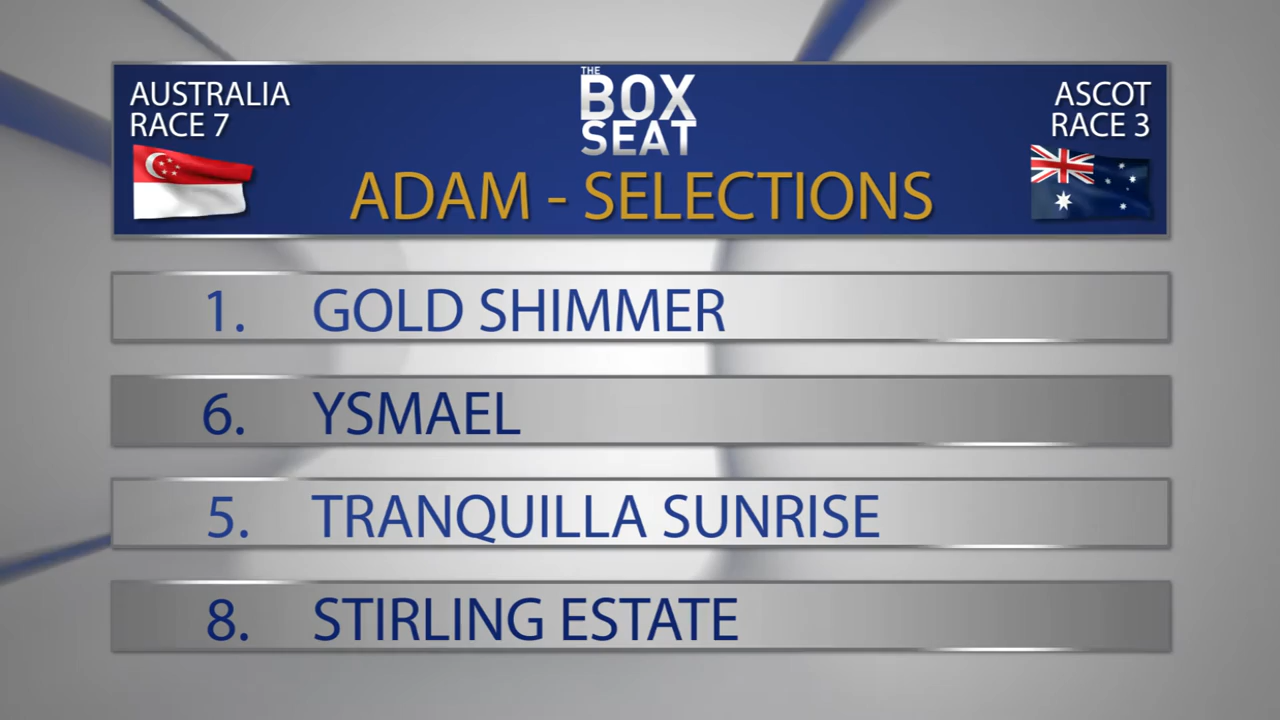 AUSTRALIA
RACE 7
THE
BOX
SEAT
ASCOT
RACE 3
ADAM - SELECTIONS
1. GOLD SHIMMER
6. YSMAEL
5. TRANQUILLA SUNRISE
8. STIRLING ESTATE